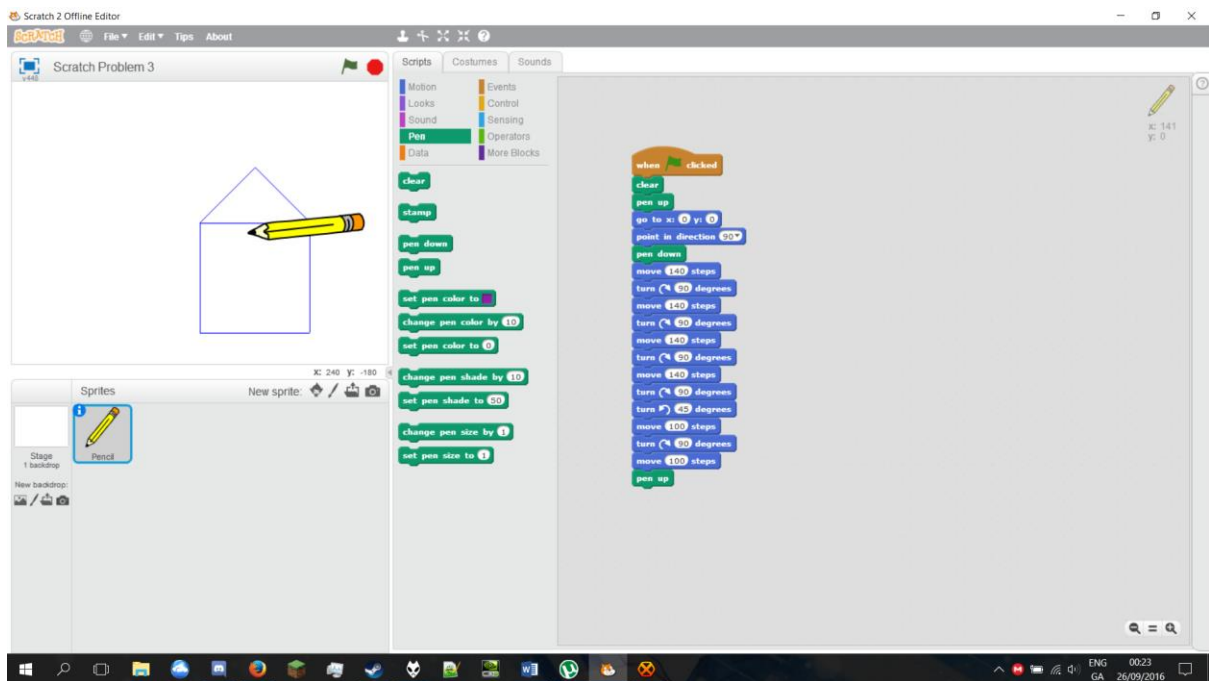 Scratch 2 Offline Editor
SCRATCH File Edit Tips About
v448
Scratch Problem 3
X: 240 y: -180
Sprites
New sprite:
Stage
1 backdrop
Pencil
New backdrop:
Scripts Costumes Sounds
Motion Events
Looks Control
Sound Sensing
Pen Operators
Data More Blocks
clear
stamp
pen down
pen up
set pen color to
change pen color by 10
set pen color to 0
change pen shade by 10
set pen shade to 50
change pen size by 1
set pen size to 1
when clicked
clear
pen up
go to x: 0 y: 0
point in direction 90
pen down
move 140 steps
turn 90 degrees
move 140 steps
turn 90 degrees
move 140 steps
turn 90 degrees
move 140 steps
turn 90 degrees
turn 45 degrees
move 100 steps
turn 90 degrees
move 100 steps
pen up
x: 141
y: 0
ENG
GA
00:23
26/09/2016